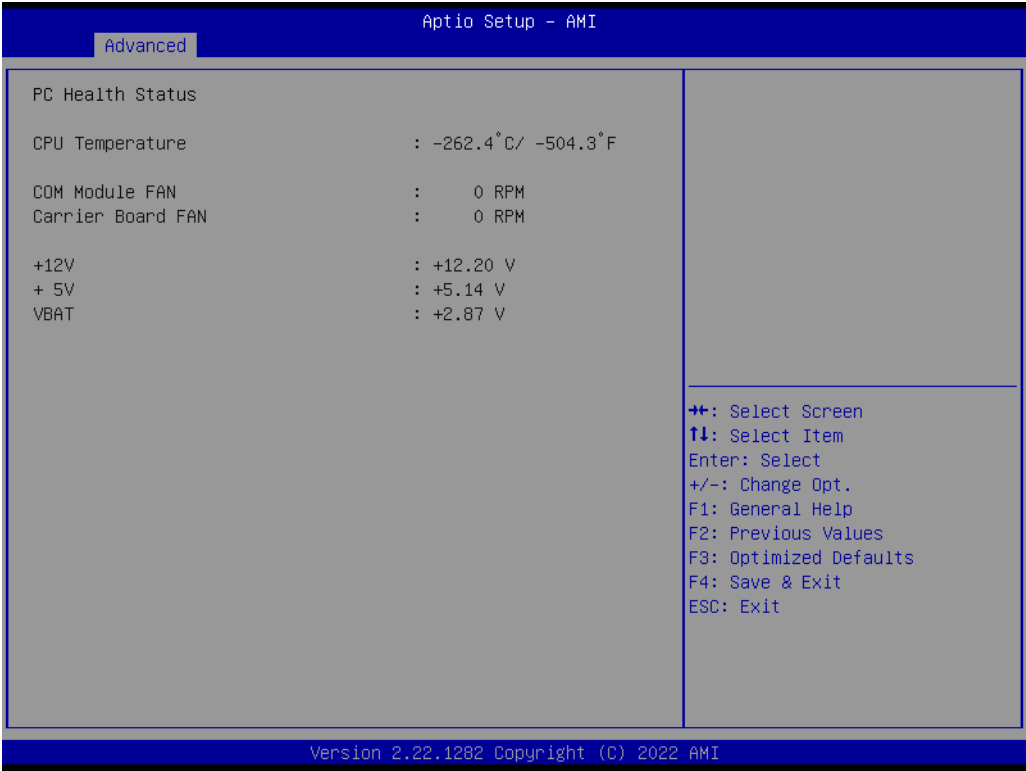 Aptio Setup – AMI
Advanced
PC Health Status
CPU Temperature : -262.4°C/ -504.3°F
COM Module FAN : 0 RPM
Carrier Board FAN : 0 RPM
+12V : +12.20 V
+ 5V : +5.14 V
VBAT : +2.87 V
→←: Select Screen
↑↓: Select Item
Enter: Select
+/-: Change Opt.
F1: General Help
F2: Previous Values
F3: Optimized Defaults
F4: Save & Exit
ESC: Exit
Version 2.22.1282 Copyright (C) 2022 AMI